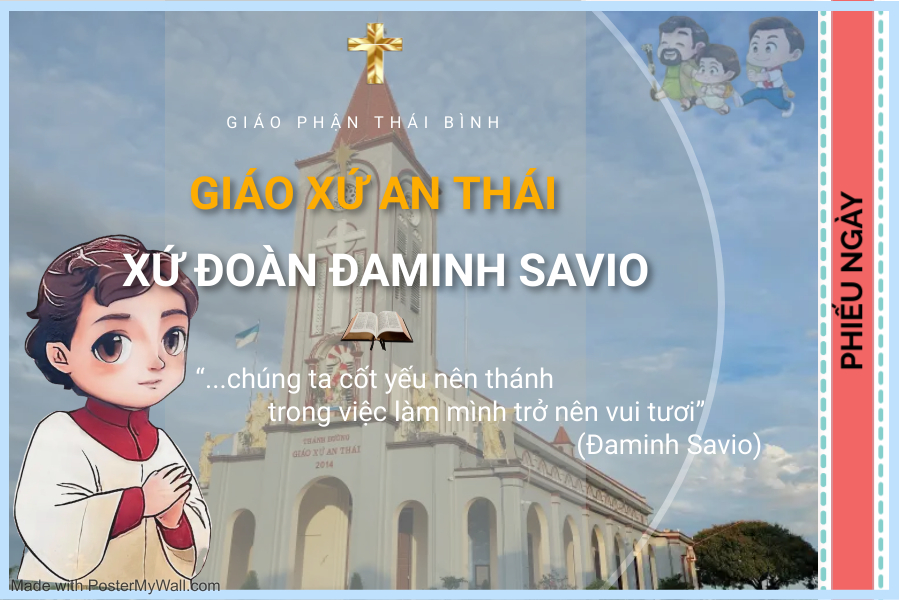 GIÁO PHẬN THÁI BÌNH
GIÁO XỨ AN THÁI
XỨ ĐOÀN ĐAMINH SAVIO
“...chúng ta cốt yếu nên thánh
trong việc làm mình trở nên vui tươi”
(Đaminh Savio)
THÁNH ĐƯỜNG
GIÁO XỨ AN THÁI
2014
PHIẾU NGÀY
Made with PosterMyWall.com